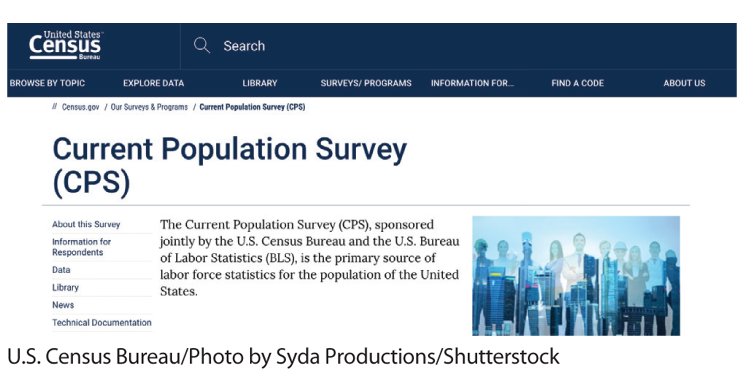 United States™
Census
Bureau
Search
BROWSE BY TOPIC EXPLORE DATA LIBRARY SURVEYS/ PROGRAMS INFORMATION FOR... FIND A CODE ABOUT US
// Census.gov / Our Surveys & Programs / Current Population Survey (CPS)
Current Population Survey
(CPS)
About this Survey
Information for
Respondents
Data
Library
News
Technical Documentation
The Current Population Survey (CPS), sponsored
jointly by the U.S. Census Bureau and the U.S. Bureau
of Labor Statistics (BLS), is the primary source of
labor force statistics for the population of the United
States.
U.S. Census Bureau/Photo by Syda Productions/Shutterstock